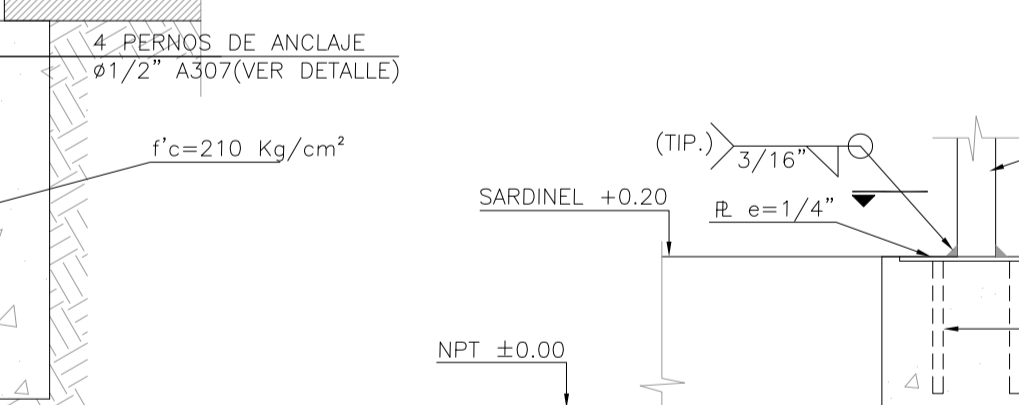 4 PERNOS DE ANCLAJE
ø1/2" A307(VER DETALLE)
f'c=210 Kg/cm²
(TIP.)
3/16"
SARDINEL +0.20
PL e=1/4"
NPT ±0.00